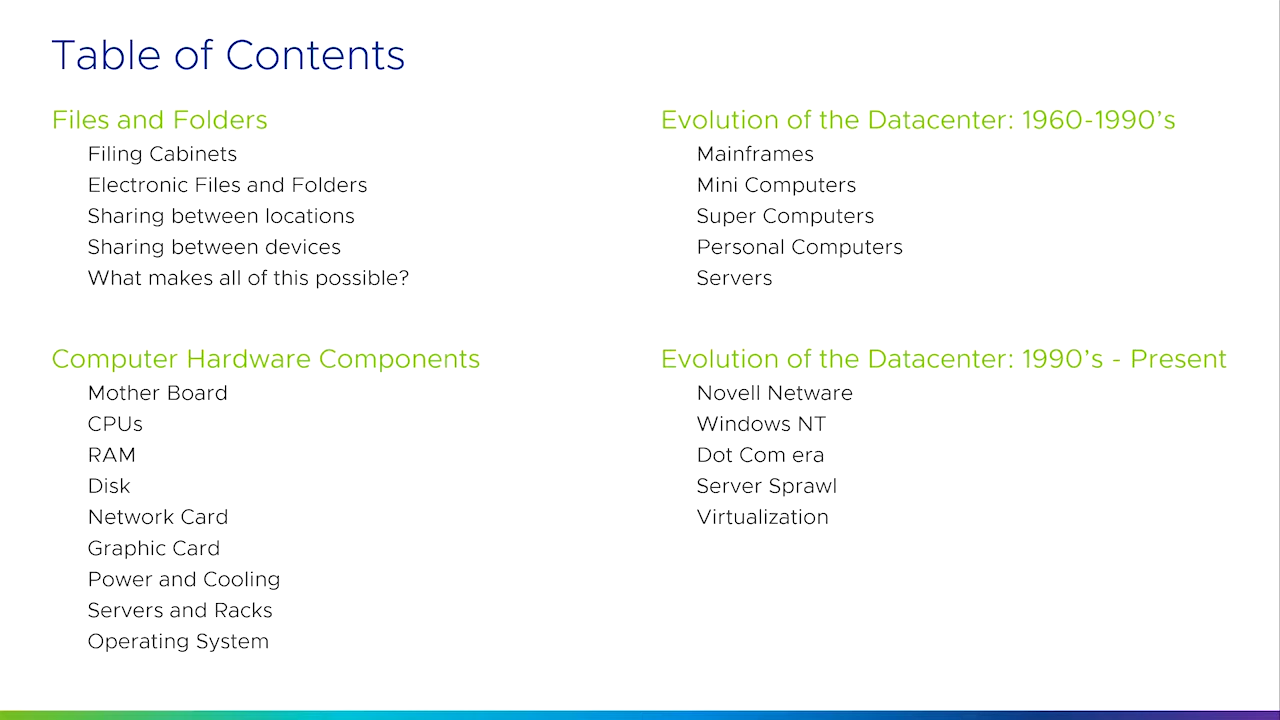 Table of Contents
Files and Folders
Filing Cabinets
Electronic Files and Folders
Sharing between locations
Sharing between devices
What makes all of this possible?
Computer Hardware Components
Mother Board
CPUs
RAM
Disk
Network Card
Graphic Card
Power and Cooling
Servers and Racks
Operating System
Evolution of the Datacenter: 1960-1990’s
Mainframes
Mini Computers
Super Computers
Personal Computers
Servers
Evolution of the Datacenter: 1990’s - Present
Novell Netware
Windows NT
Dot Com era
Server Sprawl
Virtualization